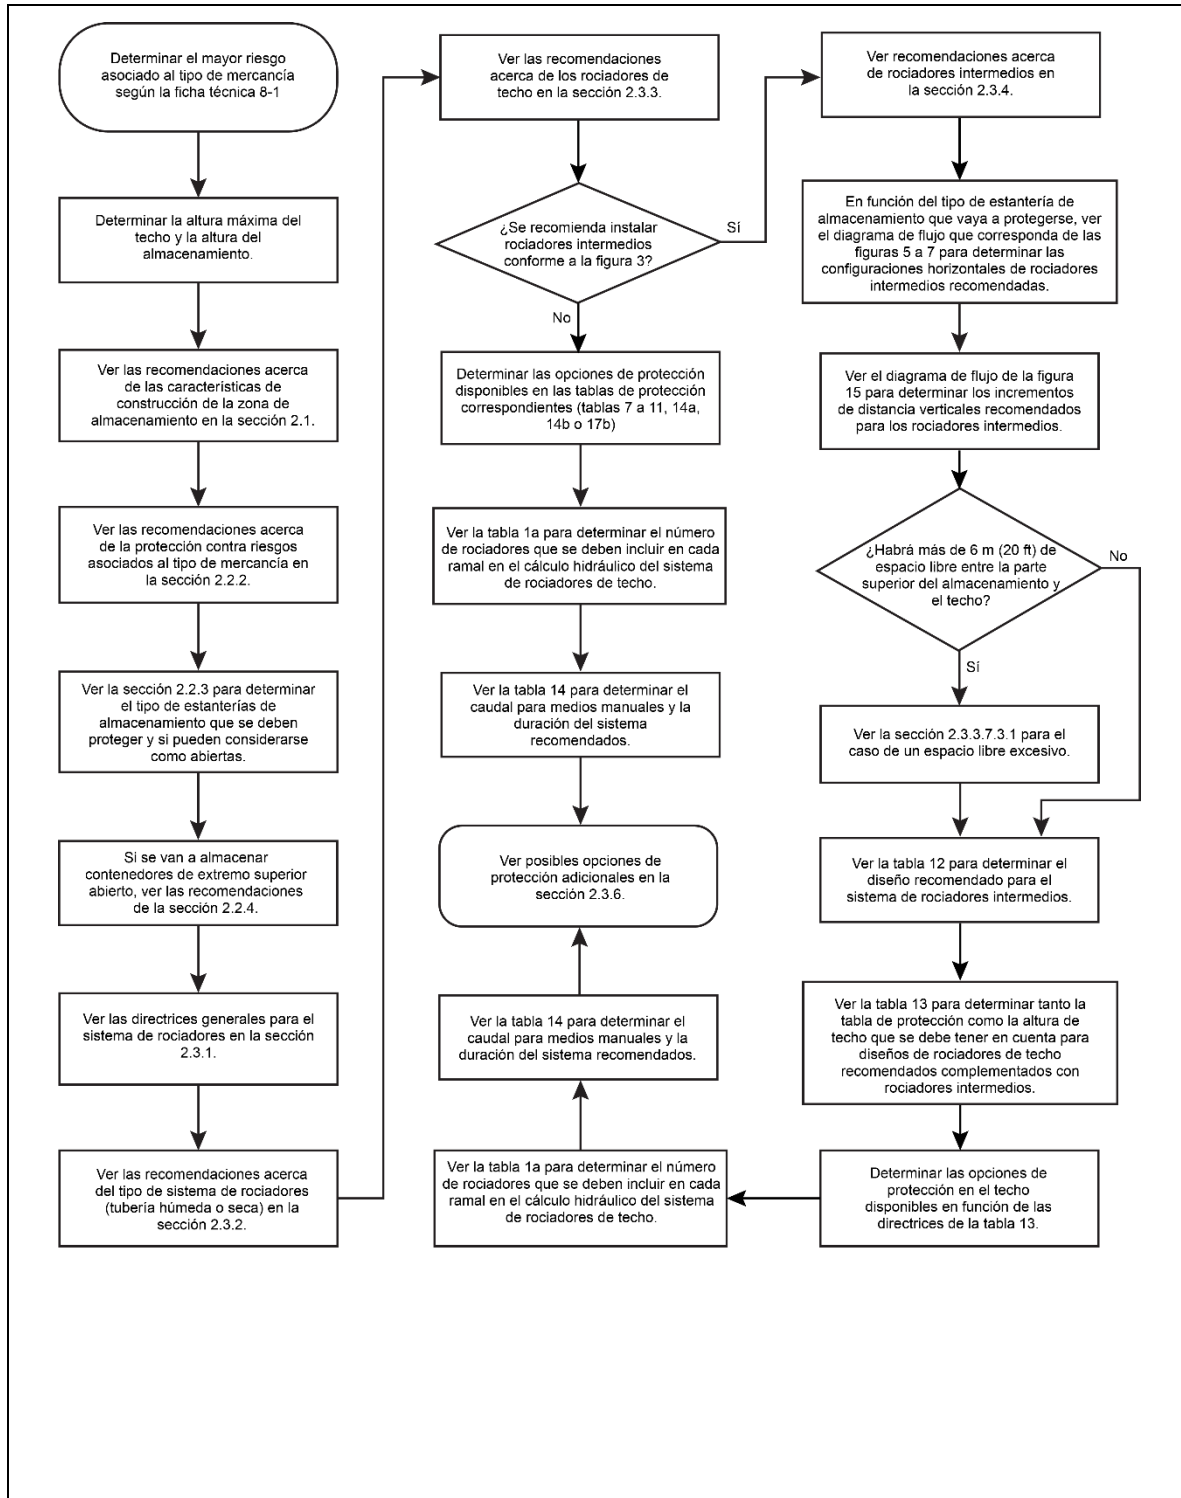 Determinar el mayor riesgo
asociado al tipo de mercancía
según la ficha técnica 8-1
Determinar la altura máxima del
techo y la altura del
almacenamiento.
Ver las recomendaciones acerca
de las características de
construcción de la zona de
almacenamiento en la sección 2.1.
Ver las recomendaciones acerca
de la protección contra riesgos
asociados al tipo de mercancía en
la sección 2.2.2.
Ver la sección 2.2.3 para determinar
el tipo de estanterías de
almacenamiento que se deben
proteger y si pueden considerarse
como abiertas.
Si se van a almacenar
contenedores de extremo superior
abierto, ver las recomendaciones
de la sección 2.2.4.
Ver las directrices generales para el
sistema de rociadores en la sección
2.3.1.
Ver las recomendaciones acerca
del tipo de sistema de rociadores
(tubería húmeda o seca) en la
sección 2.3.2.
Ver las recomendaciones
acerca de los rociadores de
techo en la sección 2.3.3.
¿Se recomienda instalar
rociadores intermedios
conforme a la figura 3?
Sí
No
Determinar las opciones de protección
disponibles en las tablas de protección
correspondientes (tablas 7 a 11, 14a,
14b o 17b)
Ver la tabla 1a para determinar el número
de rociadores que se deben incluir en cada
ramal en el cálculo hidráulico del sistema
de rociadores de techo.
Ver la tabla 14 para determinar el
caudal para medios manuales y la
duración del sistema
recomendados.
Ver posibles opciones de
protección adicionales en la
sección 2.3.6.
Ver la tabla 14 para determinar el
caudal para medios manuales y la
duración del sistema recomendados.
Ver la tabla 1a para determinar el número
de rociadores que se deben incluir en cada
ramal en el cálculo hidráulico del sistema
de rociadores de techo.
Ver recomendaciones acerca
de rociadores intermedios en
la sección 2.3.4.
En función del tipo de estantería de
almacenamiento que vaya a protegerse, ver
el diagrama de flujo que corresponda de las
figuras 5 a 7 para determinar las
configuraciones horizontales de rociadores
intermedios recomendadas.
Ver el diagrama de flujo de la figura
15 para determinar los incrementos
de distancia verticales recomendados
para los rociadores intermedios.
¿Habrá más de 6 m (20 ft) de
espacio libre entre la parte
superior del almacenamiento y
el techo?
No
Sí
Ver la sección 2.3.3.7.3.1 para el
caso de un espacio libre excesivo.
Ver la tabla 12 para determinar el
diseño recomendado para el
sistema de rociadores intermedios.
Ver la tabla 13 para determinar tanto la
tabla de protección como la altura de
techo que se debe tener en cuenta para
diseños de rociadores de techo
recomendados complementados con
rociadores intermedios.
Determinar las opciones de
protección en el techo
disponibles en función de las
directrices de la tabla 13.